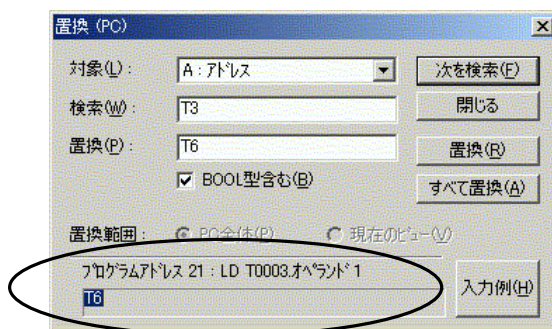 置換 (PC)
対象(L): A:アドレス 次を検索(F)
検索(W): T3 閉じる
置換(P): T6 置換(R)
BOOL型含む(B) すべて置換(A)
置換範囲: PC全体(P) 現在のビュー(V)
プログラムアドレス 21 : LD T0003.オペランド1
T6 入力例(H)